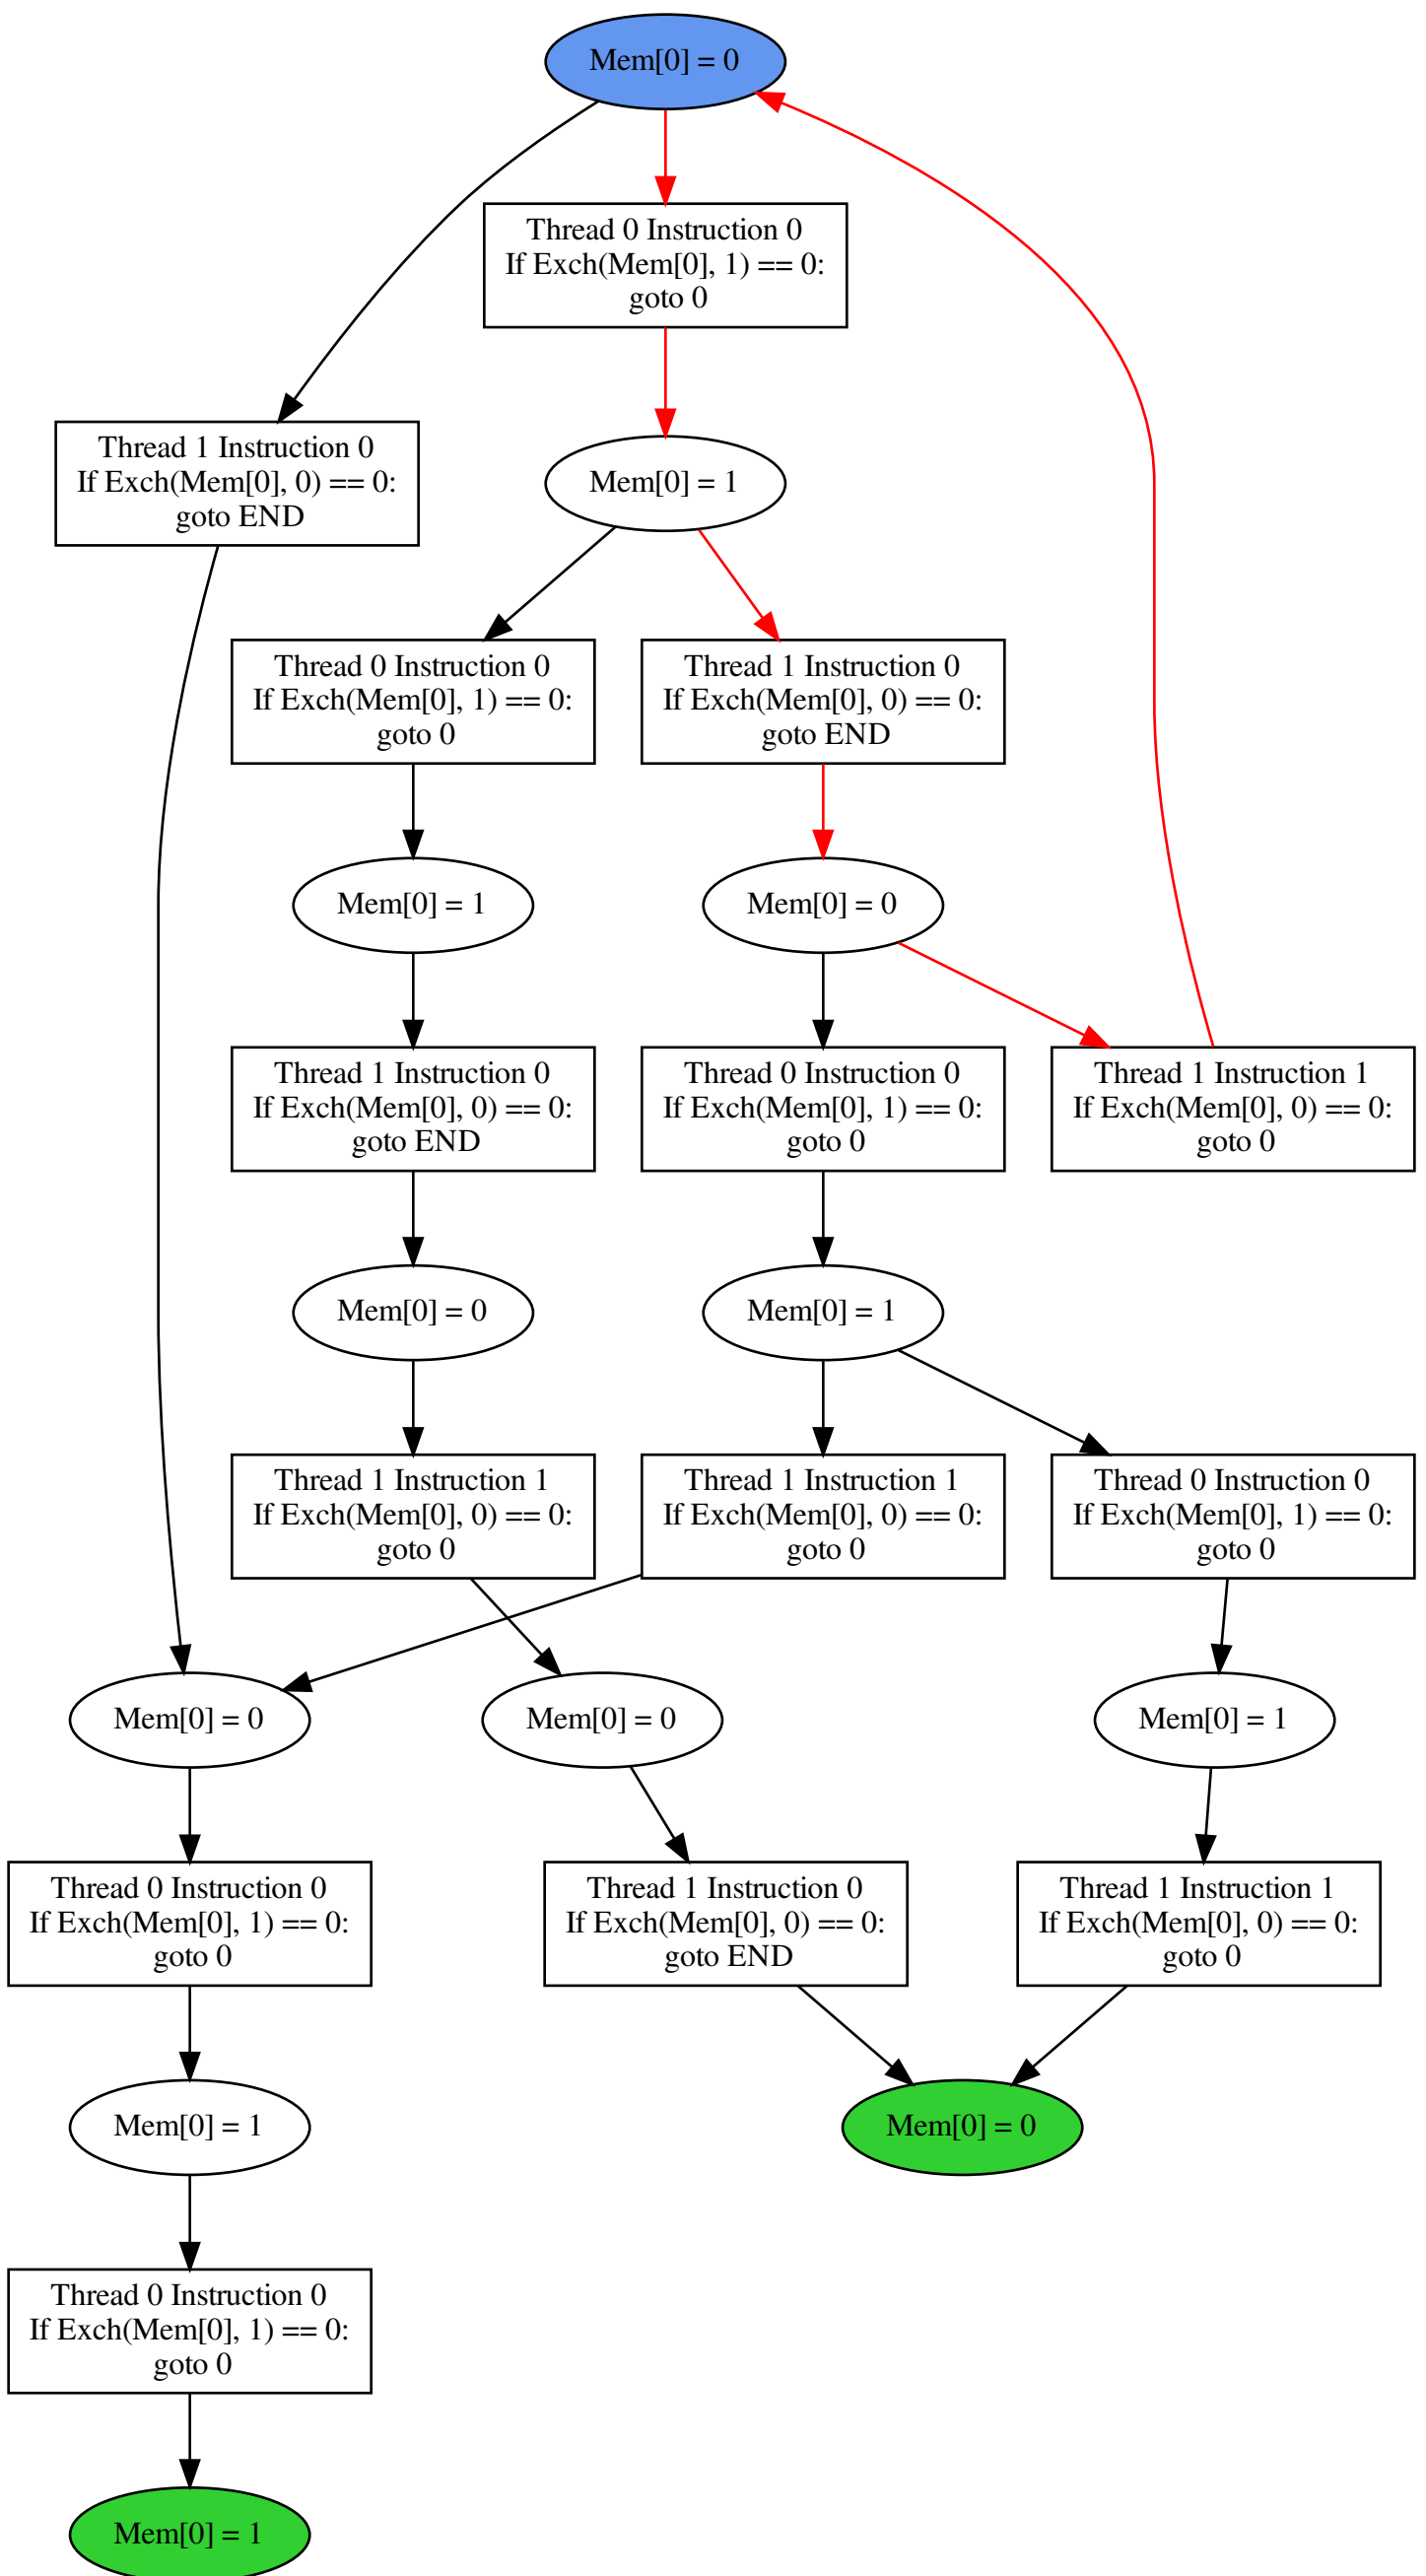 Mem[0] = 0
Thread 0 Instruction 0
If Exch(Mem[0], 1) == 0:
goto 0
Thread 1 Instruction 0
If Exch(Mem[0], 0) == 0:
goto END
Mem[0] = 1
Thread 0 Instruction 0
If Exch(Mem[0], 1) == 0:
goto 0
Thread 1 Instruction 0
If Exch(Mem[0], 0) == 0:
goto END
Mem[0] = 1
Mem[0] = 0
Thread 1 Instruction 0
If Exch(Mem[0], 0) == 0:
goto END
Thread 0 Instruction 0
If Exch(Mem[0], 1) == 0:
goto 0
Thread 1 Instruction 1
If Exch(Mem[0], 0) == 0:
goto 0
Mem[0] = 0
Mem[0] = 1
Thread 1 Instruction 1
If Exch(Mem[0], 0) == 0:
goto 0
Thread 1 Instruction 1
If Exch(Mem[0], 0) == 0:
goto 0
Thread 0 Instruction 0
If Exch(Mem[0], 1) == 0:
goto 0
Mem[0] = 0
Mem[0] = 0
Mem[0] = 1
Thread 0 Instruction 0
If Exch(Mem[0], 1) == 0:
goto 0
Thread 1 Instruction 0
If Exch(Mem[0], 0) == 0:
goto END
Thread 1 Instruction 1
If Exch(Mem[0], 0) == 0:
goto 0
Mem[0] = 1
Mem[0] = 0
Thread 0 Instruction 0
If Exch(Mem[0], 1) == 0:
goto 0
Mem[0] = 1